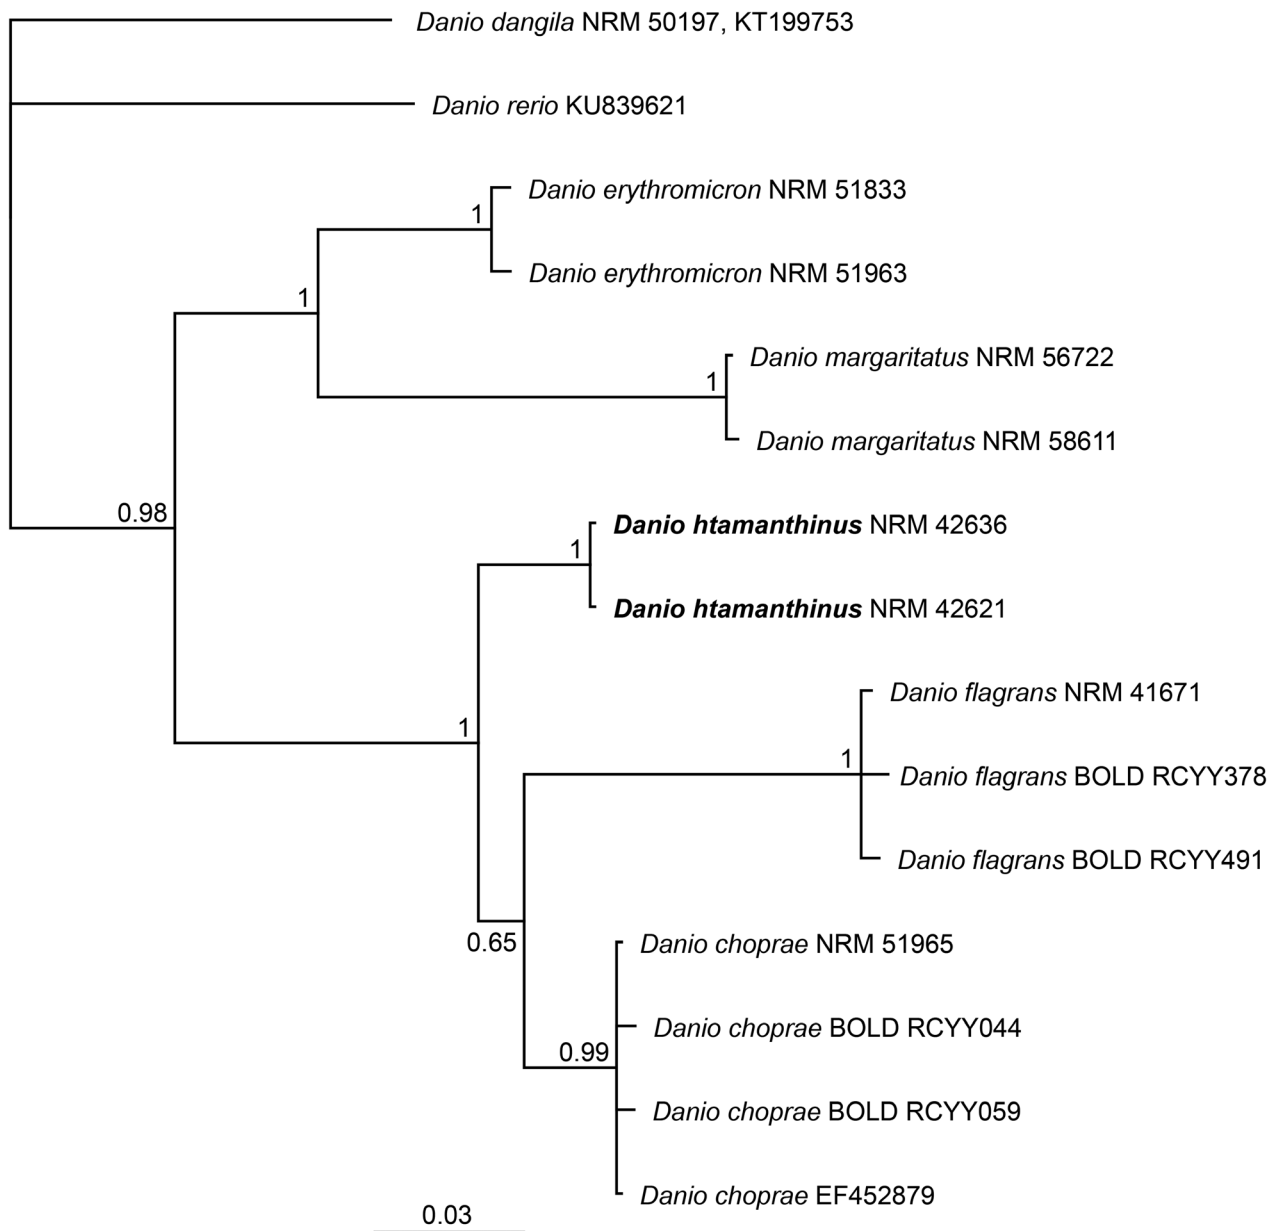 Danio dangila NRM 50197, KT199753
Danio rerio KU839621
Danio erythromicron NRM 51833
1
Danio erythromicron NRM 51963
1
Danio margaritatus NRM 56722
1
Danio margaritatus NRM 58611
0.98
Danio htamanthinus NRM 42636
1
Danio htamanthinus NRM 42621
Danio flagrans NRM 41671
1
1
Danio flagrans BOLD RCYY378
Danio flagrans BOLD RCYY491
0.65
Danio choprae NRM 51965
Danio choprae BOLD RCYY044
0.99
Danio choprae BOLD RCYY059
Danio choprae EF452879
0.03